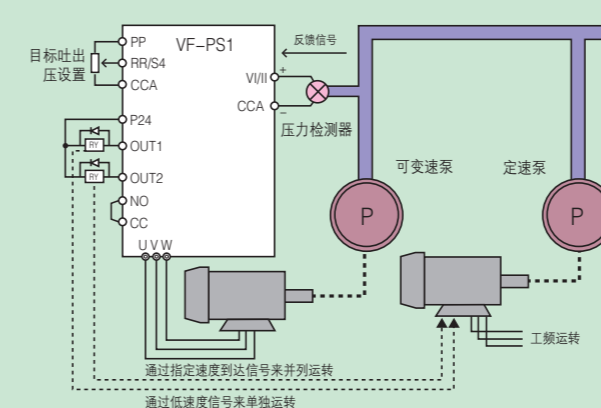 VF-PS1
反馈信号
目标吐出
压设置
PP
RR/S4
CCA
VI/II
+
CCA
−
压力检测器
P24
RY
OUT1
RY
OUT2
NO
CC
U V W
可变速泵
定速泵
P
P
工频运转
通过指定速度到达信号来并列运转
通过低速度信号来单独运转